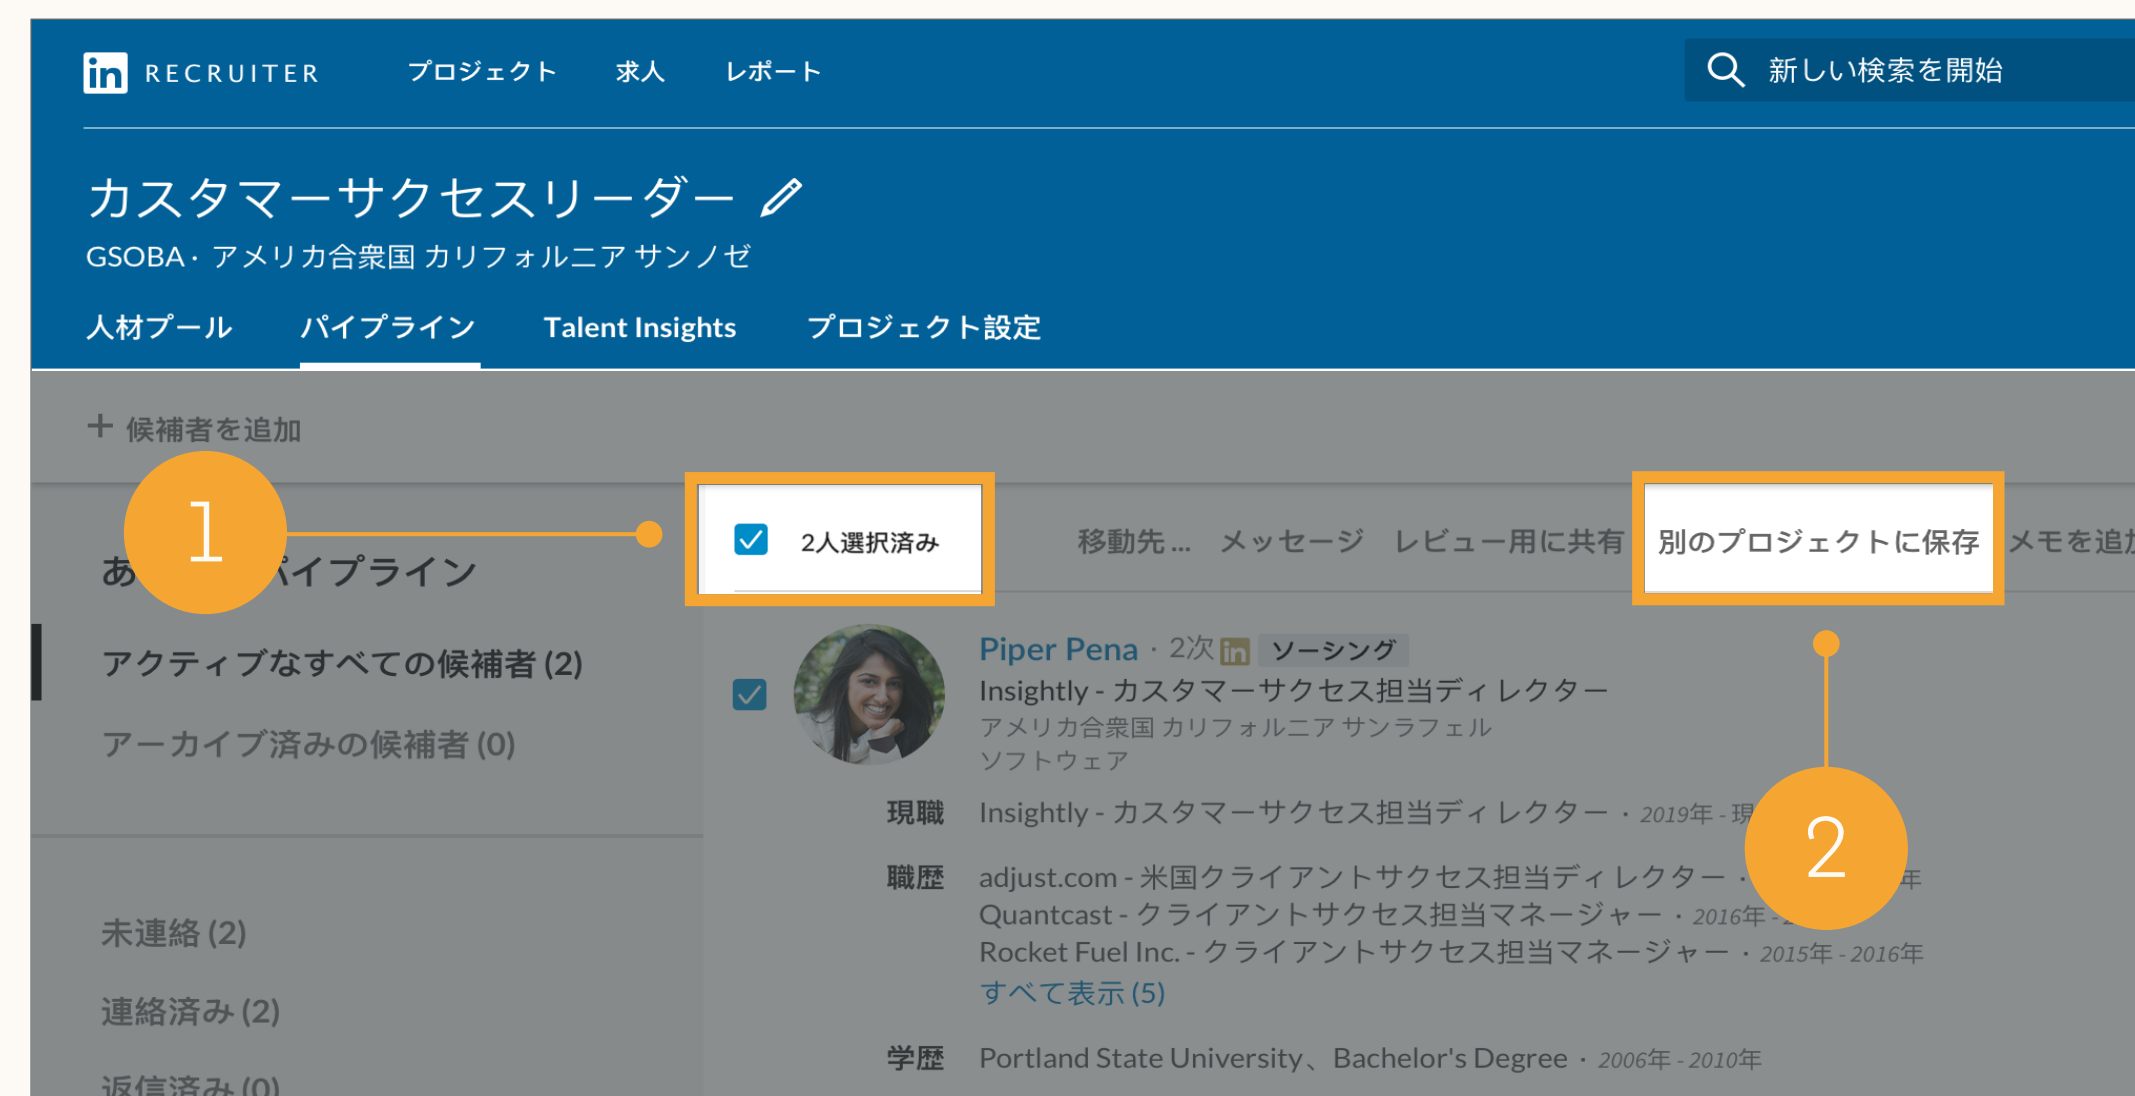 in RECRUITER プロジェクト 求人 レポート 新しい検索を開始
カスタマーサクセスリーダー
GSOBA · アメリカ合衆国 カリフォルニア サンノゼ
人材プール パイプライン Talent Insights プロジェクト設定
+ 候補者を追加
1
2人選択済み 移動先 ... メッセージ レビュー用に共有 別のプロジェクトに保存 メモを追
パイプライン
アクティブなすべての候補者 (2)
アーカイブ済みの候補者 (0)
未連絡 (2)
連絡済み (2)
返信済み (0)
Piper Pena · 2次 in ソーシング
Insightly - カスタマーサクセス担当ディレクター
アメリカ合衆国 カリフォルニア サンラフェル
ソフトウェア
現職 Insightly - カスタマーサクセス担当ディレクター · 2019年 - 現
2
職歴 adjust.com - 米国クライアントサクセス担当ディレクター · 年
Quantcast - クライアントサクセス担当マネージャー · 2016年 -
Rocket Fuel Inc. - クライアントサクセス担当マネージャー · 2015年 - 2016年
すべて表示 (5)
学歴 Portland State University、Bachelor's Degree · 2006年 - 2010年